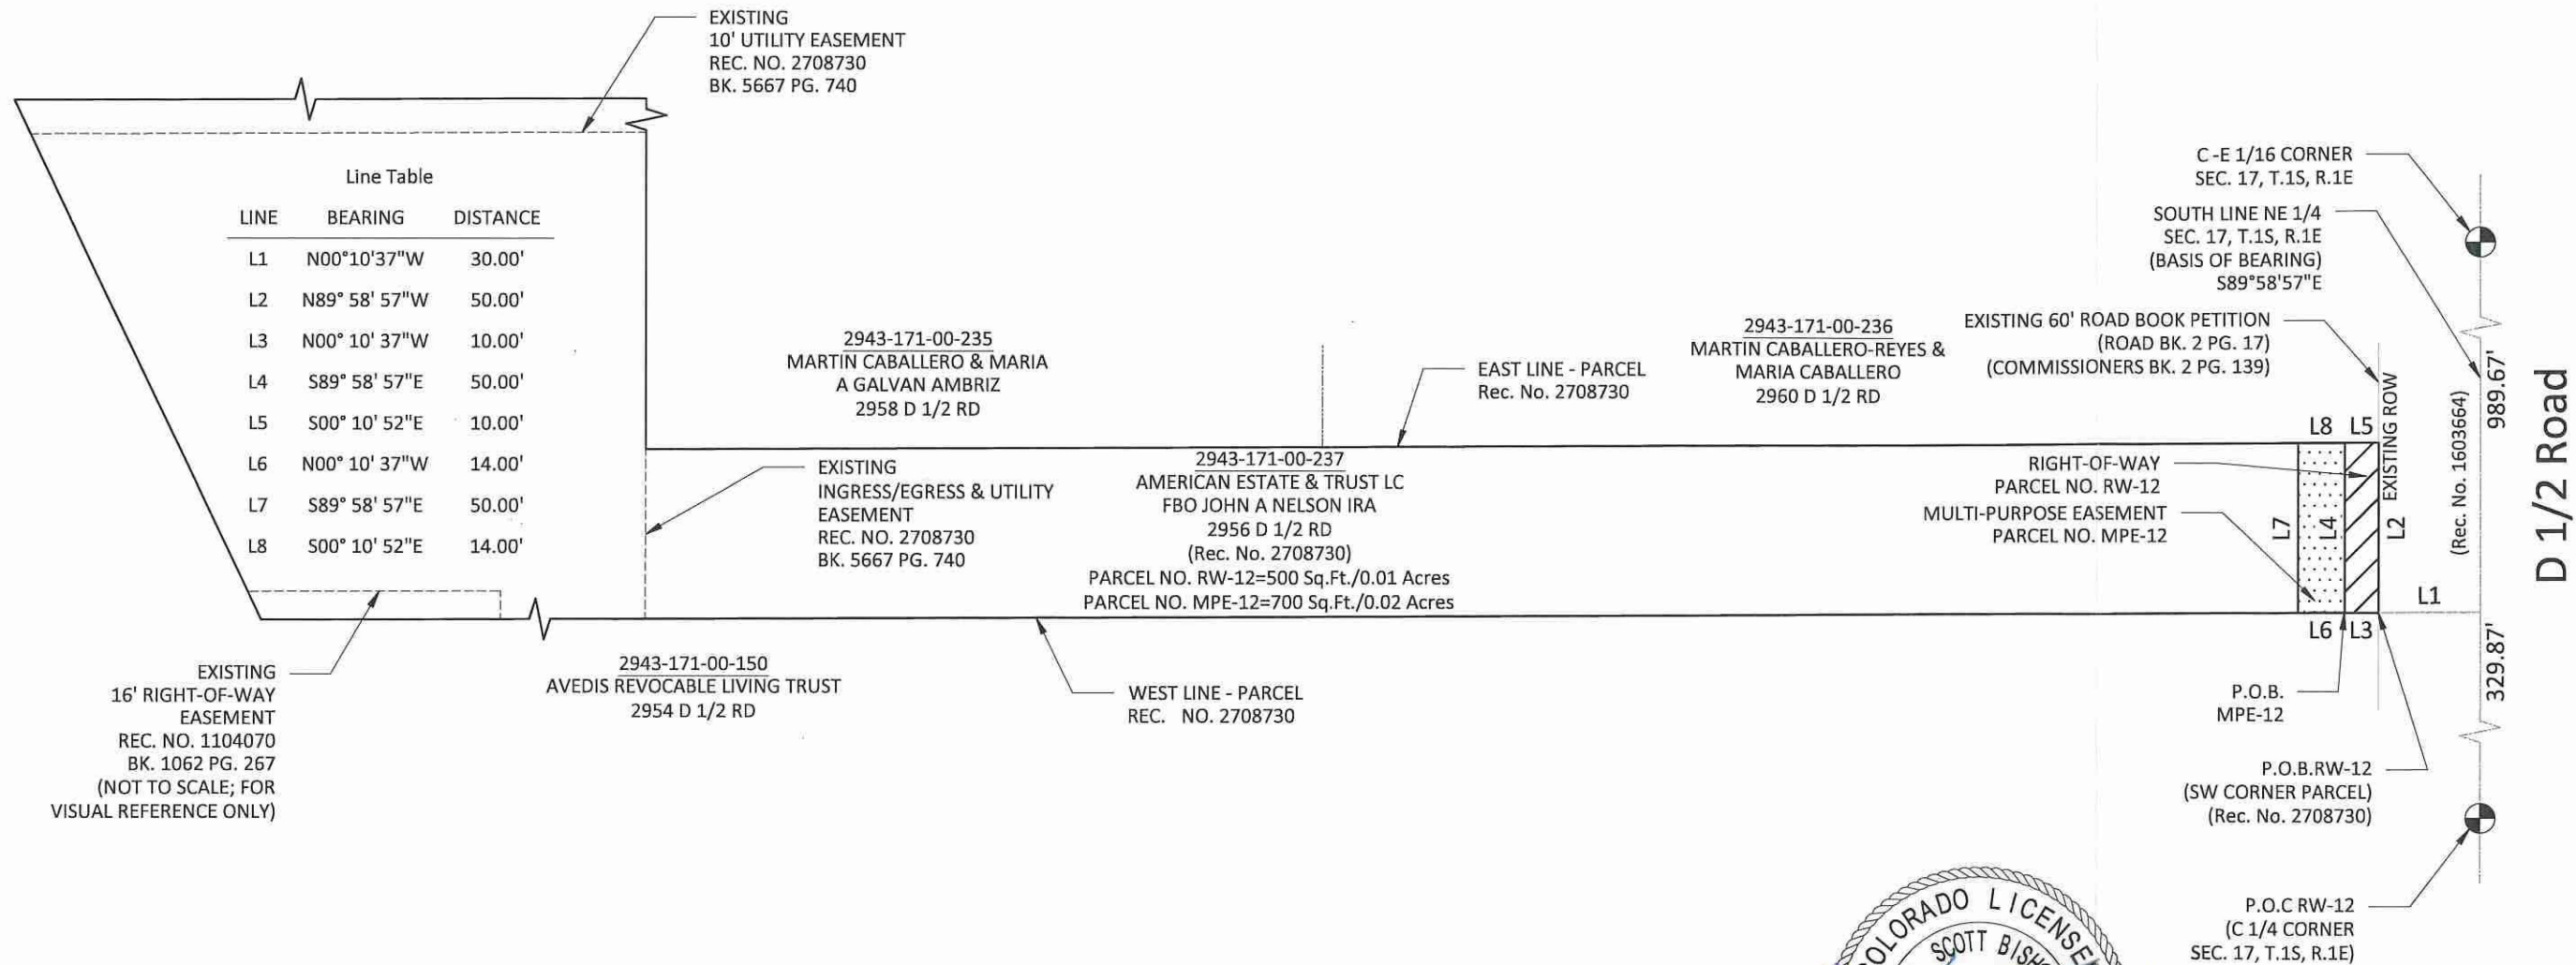 EXISTING
10' UTILITY EASEMENT
REC. NO. 2708730
BK. 5667 PG. 740
Line Table
LINE BEARING DISTANCE
L1 N00°10'37"W 30.00'
L2 N89° 58' 57"W 50.00'
L3 N00° 10' 37"W 10.00'
L4 S89° 58' 57"E 50.00'
L5 S00° 10' 52"E 10.00'
L6 N00° 10' 37"W 14.00'
L7 S89° 58' 57"E 50.00'
L8 S00° 10' 52"E 14.00'
2943-171-00-235
MARTIN CABALLERO & MARIA
A GALVAN AMBRIZ
2958 D 1/2 RD
EXISTING
INGRESS/EGRESS & UTILITY
EASEMENT
REC. NO. 2708730
BK. 5667 PG. 740
2943-171-00-237
AMERICAN ESTATE & TRUST LC
FBO JOHN A NELSON IRA
2956 D 1/2 RD
(Rec. No. 2708730)
PARCEL NO. RW-12=500 Sq.Ft./0.01 Acres
PARCEL NO. MPE-12=700 Sq.Ft./0.02 Acres
EAST LINE - PARCEL
Rec. No. 2708730
2943-171-00-236
MARTIN CABALLERO-REYES &
MARIA CABALLERO
2960 D 1/2 RD
C -E 1/16 CORNER
SEC. 17, T.1S, R.1E
SOUTH LINE NE 1/4
SEC. 17, T.1S, R.1E
(BASIS OF BEARING)
S89°58'57"E
EXISTING 60' ROAD BOOK PETITION
(ROAD BK. 2 PG. 17)
(COMMISSIONERS BK. 2 PG. 139)
RIGHT-OF-WAY
PARCEL NO. RW-12
MULTI-PURPOSE EASEMENT
PARCEL NO. MPE-12
L8 L5
L7
L4
L2
EXISTING ROW
L1
L6 L3
(Rec. No. 1603664)
989.67'
329.87'
D 1/2 Road
EXISTING
16' RIGHT-OF-WAY
EASEMENT
REC. NO. 1104070
BK. 1062 PG. 267
(NOT TO SCALE; FOR
VISUAL REFERENCE ONLY)
2943-171-00-150
AVEDIS REVOCABLE LIVING TRUST
2954 D 1/2 RD
WEST LINE - PARCEL
REC. NO. 2708730
P.O.B.
MPE-12
P.O.B.RW-12
(SW CORNER PARCEL)
(Rec. No. 2708730)
P.O.C RW-12
(C 1/4 CORNER
SEC. 17, T.1S, R.1E)
COLORADO LICENSE
SCOTT